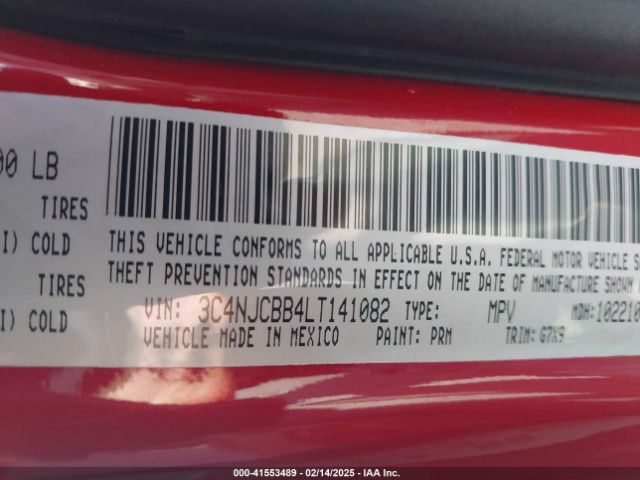 00 LB
TIRES
I) COLD
TIRES
I) COLD
THIS VEHICLE CONFORMS TO ALL APPLICABLE U.S.A. FEDERAL MOTOR VEHICLE S
THEFT PREVENTION STANDARDS IN EFFECT ON THE DATE OF MANUFACTURE SHOWN
VIN: 3C4NJCBB4LT141082 TYPE: MPV MDH: 102210
VEHICLE MADE IN MEXICO PAINT: PRM TRIM: G7X9
000-41553489 - 02/14/2025 - IAA Inc.